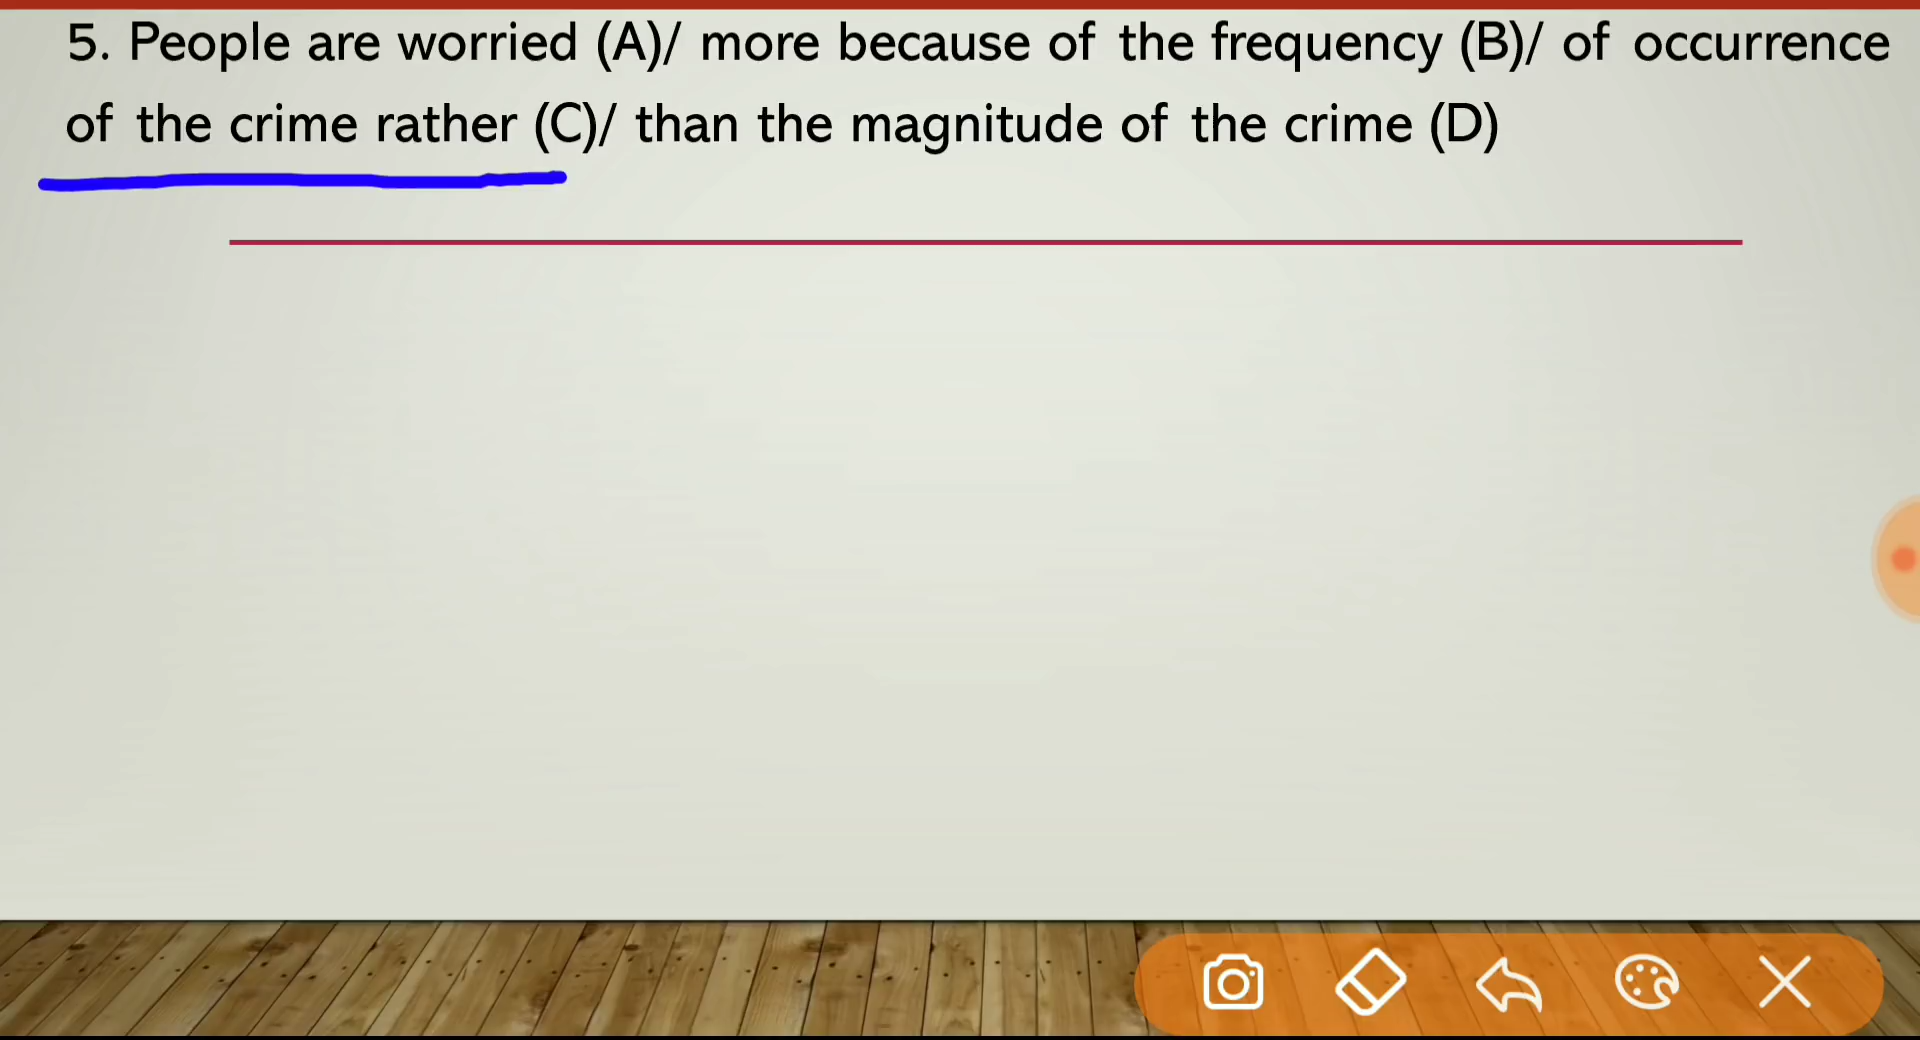 5. People are worried (A)/ more because of the frequency (B)/ of occurrence
of the crime rather (C)/ than the magnitude of the crime (D)